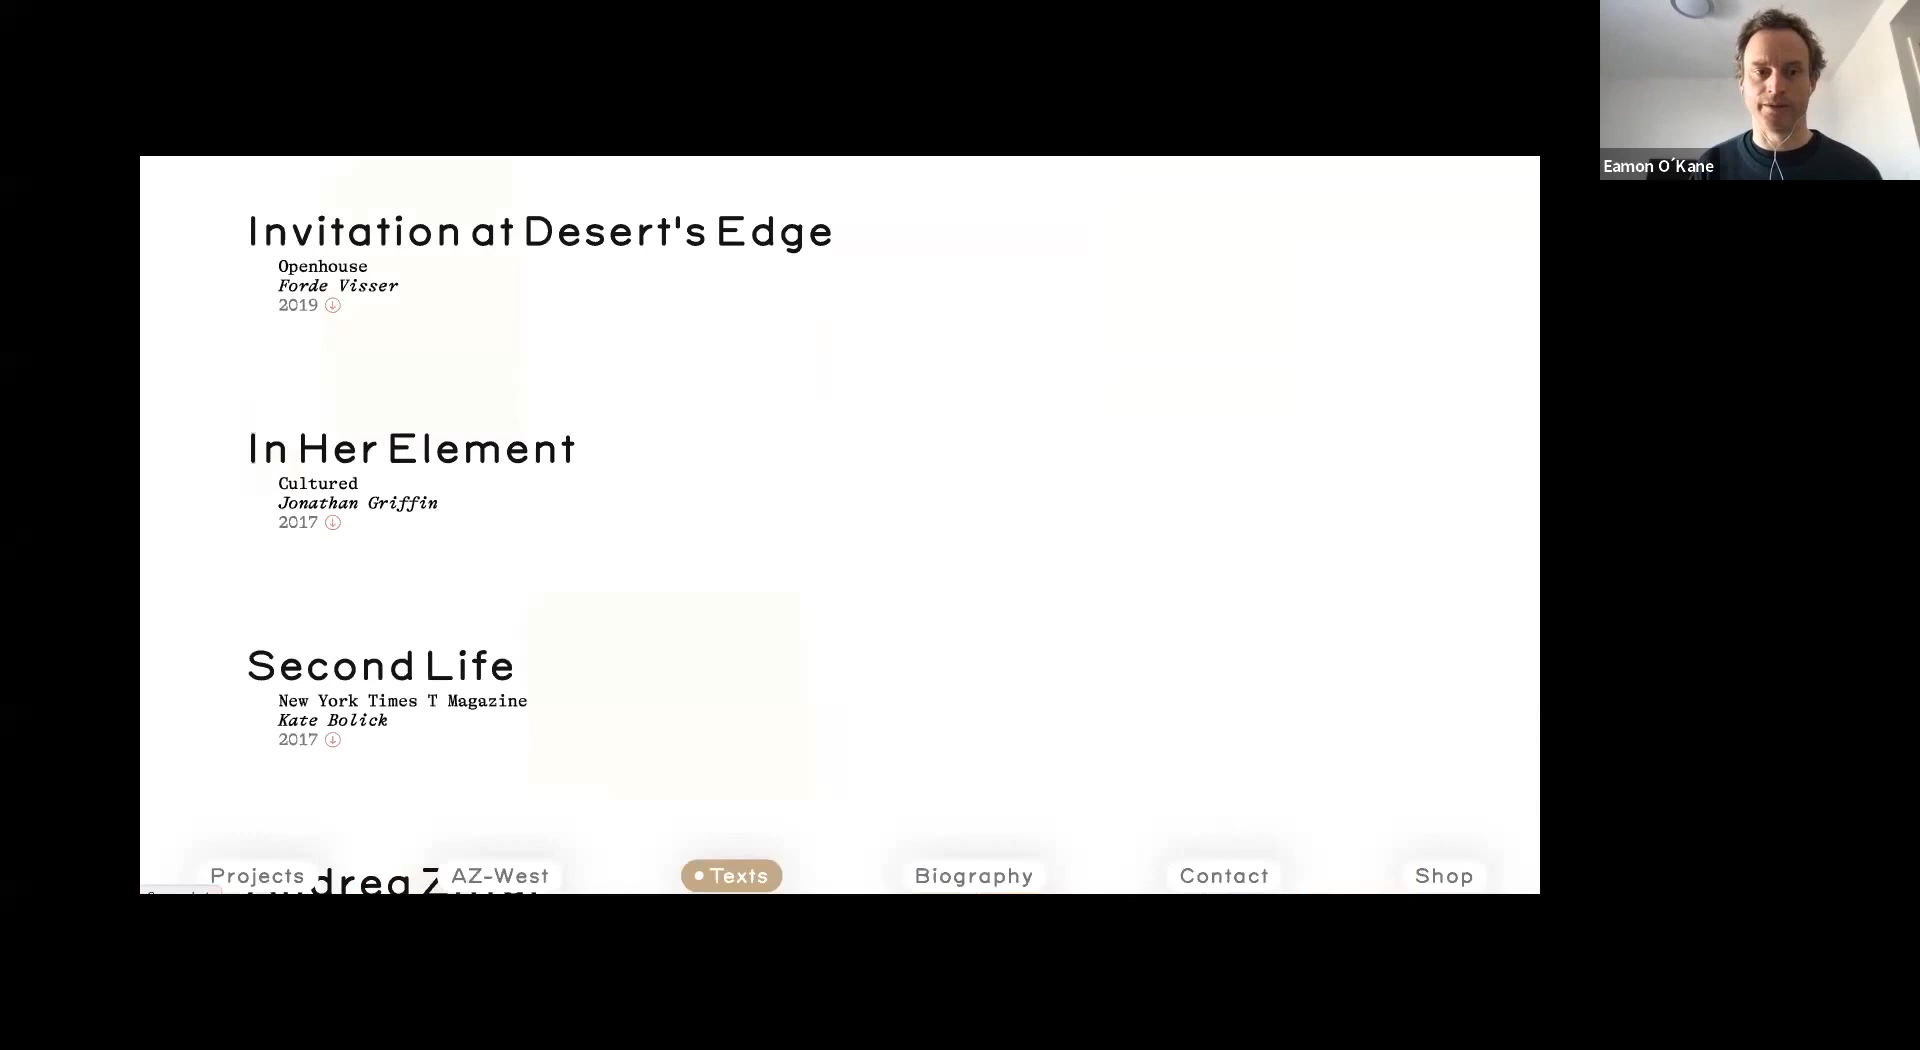 Eamon O´Kane
Invitation at Desert's Edge
Openhouse
Forde Visser
2019
In Her Element
Cultured
Jonathan Griffin
2017
Second Life
New York Times T Magazine
Kate Bolick
2017
Projects
AZ-West
Texts
Biography
Contact
Shop